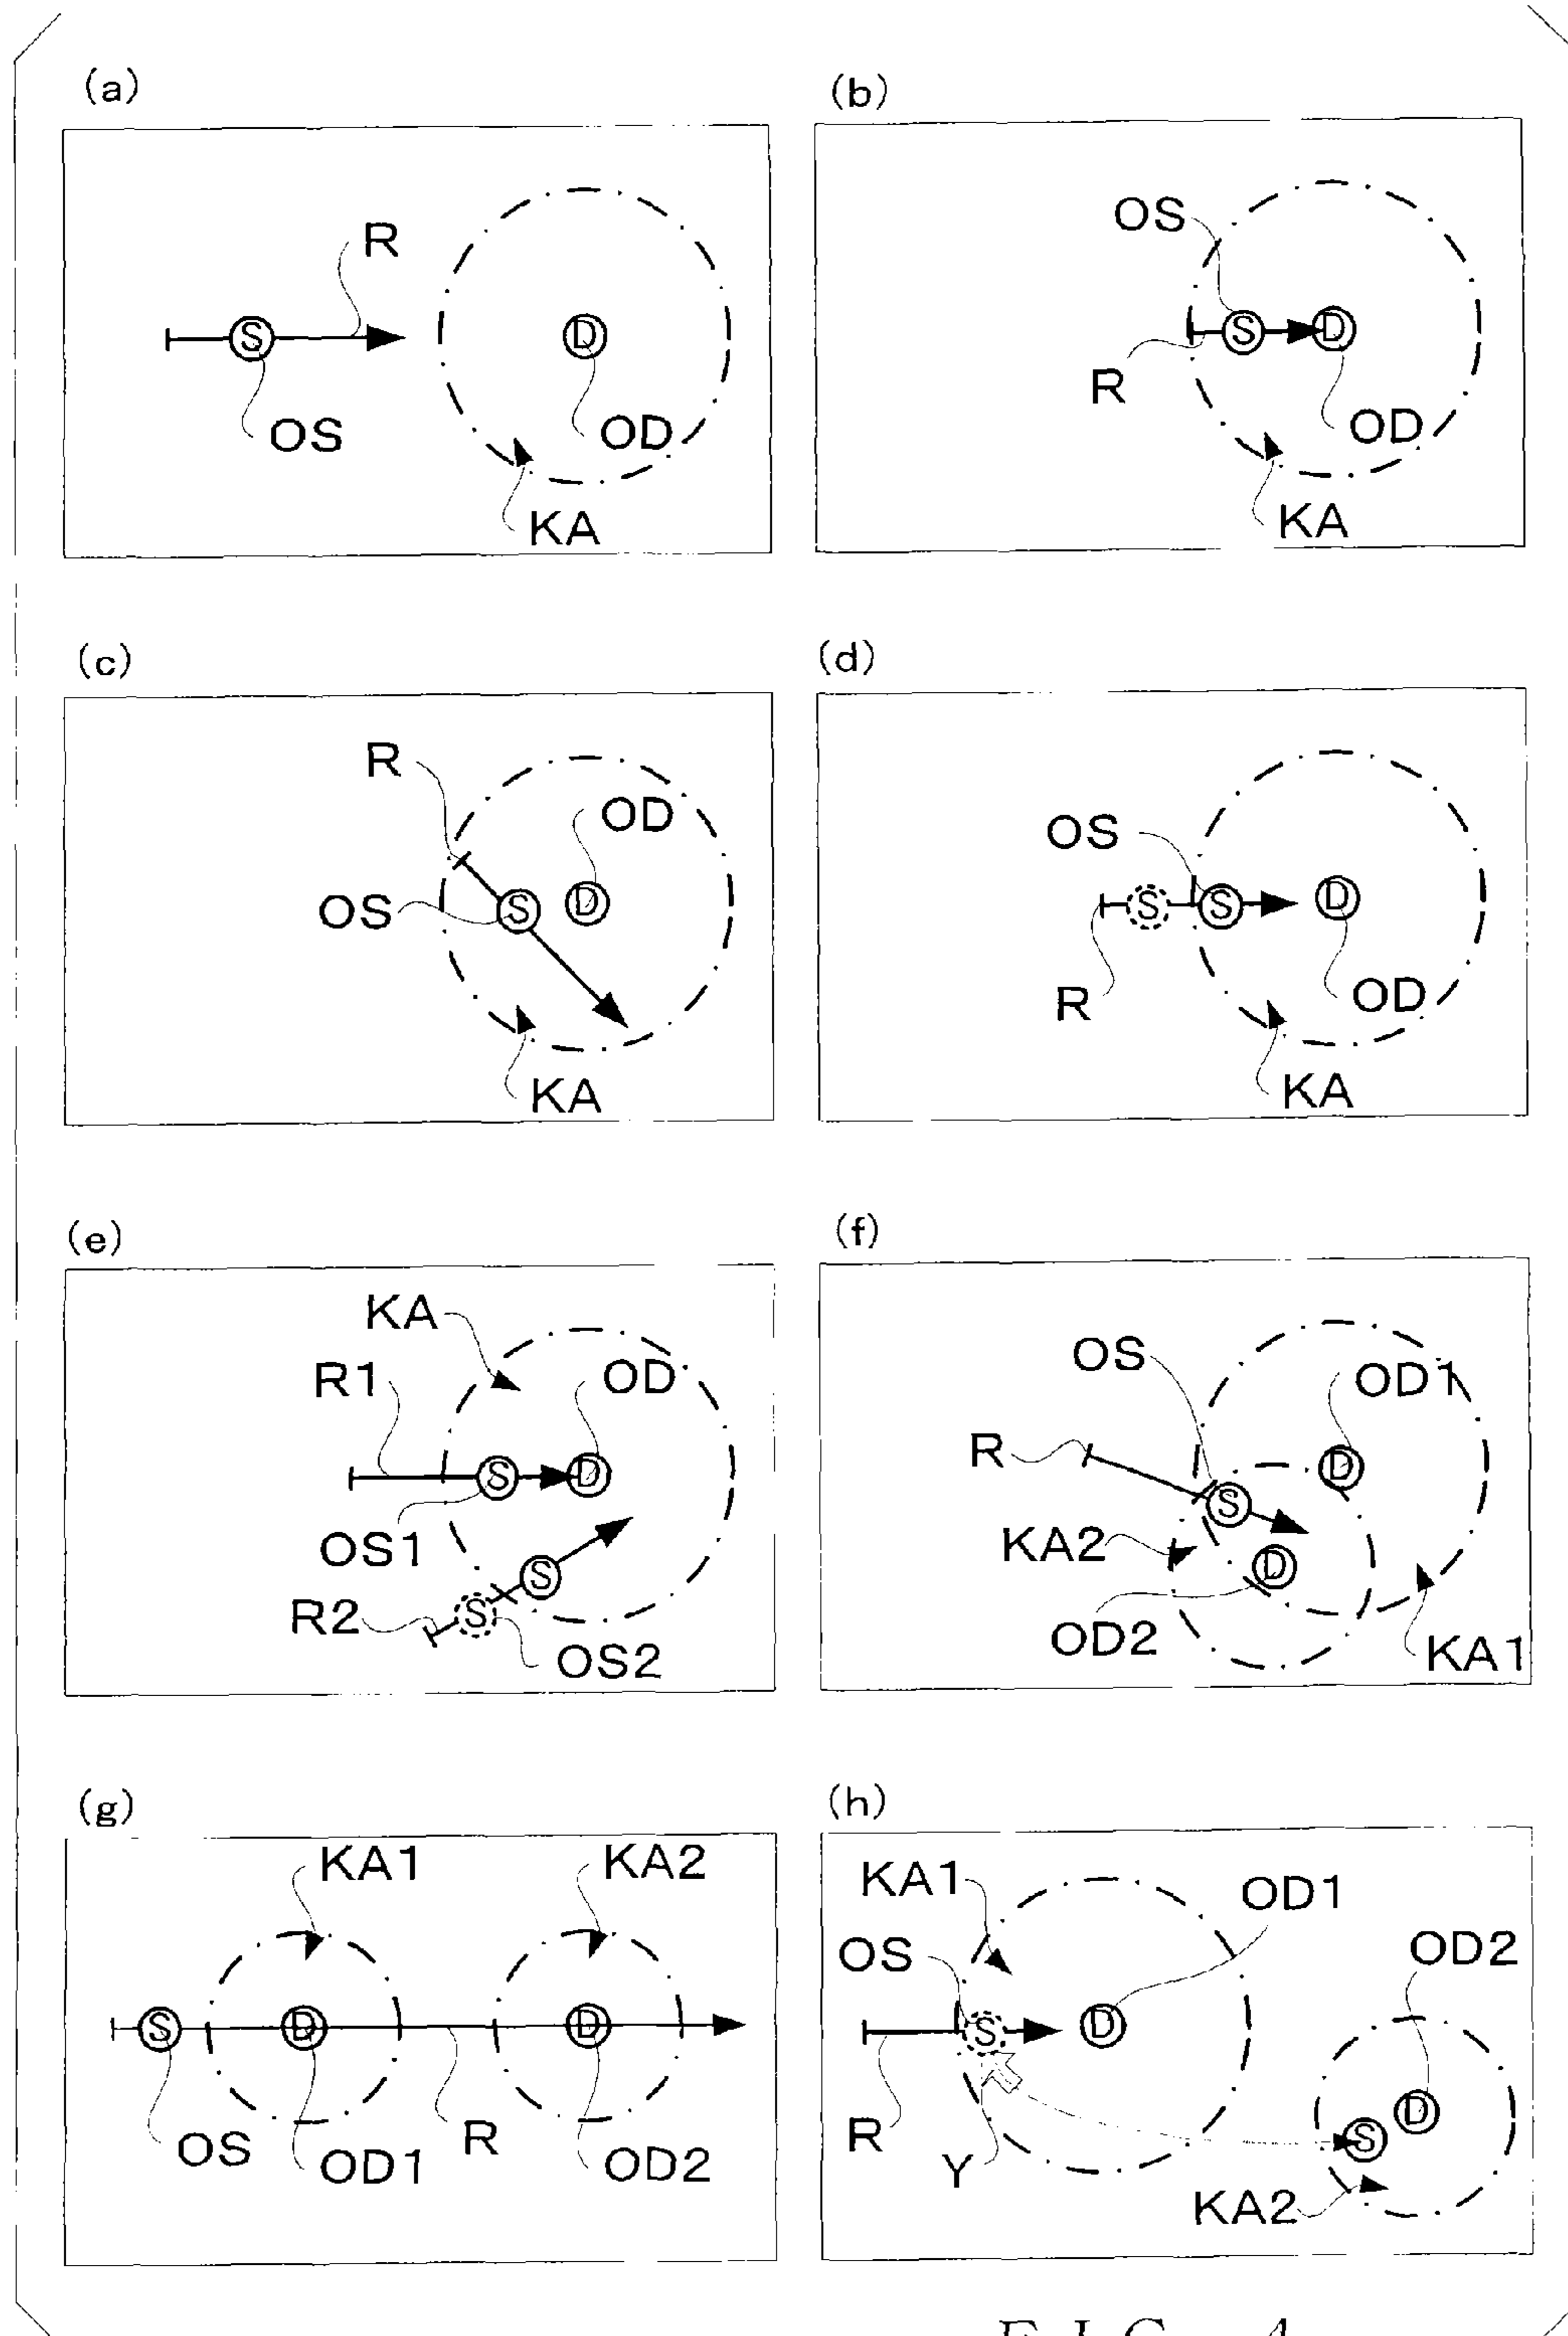 (a)
R
S
D
OS
OD
KA
(b)
OS
S
D
R
OD
KA
(c)
R
OD
OS
S
D
KA
(d)
OS
S
S
D
R
OD
KA
(e)
KA
R1
OD
S
D
OS1
S
R2
S
OS2
(f)
OS
OD1
R
D
S
KA2
D
OD2
KA1
(g)
KA1
KA2
S
D
D
OS
OD1
R
OD2
(h)
KA1
OD1
OS
OD2
S
D
D
R
S
Y
KA2